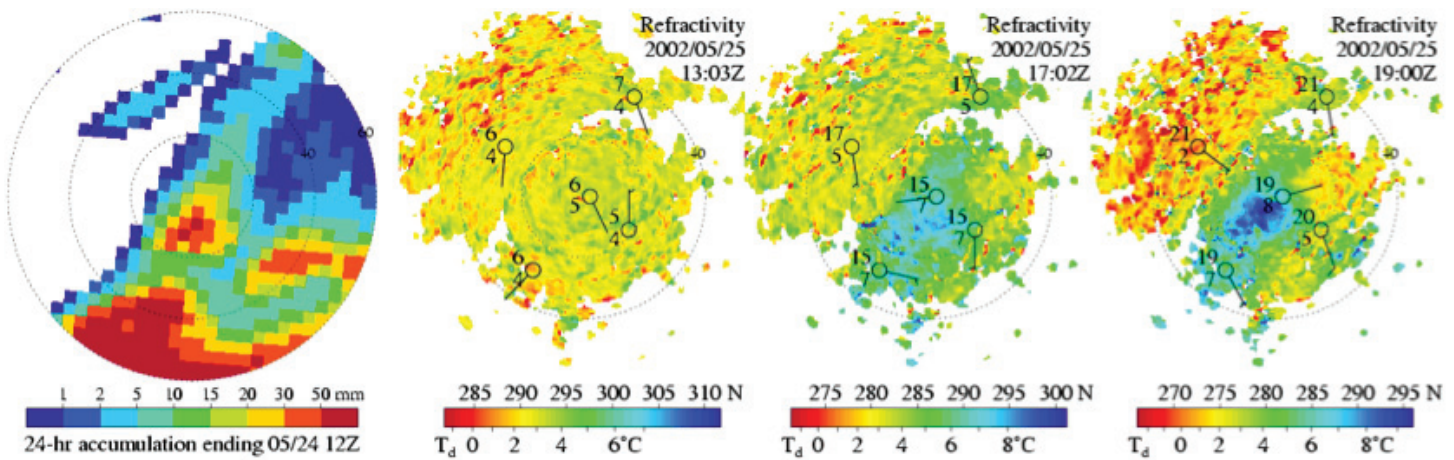 60
40
1 2 5 10 15 20 30 50 mm
24-hr accumulation ending 05/24 12Z
Refractivity
2002/05/25
13:03Z
7
4
6
4
6
5
5
4
6
4
40
285 290 295 300 305 310 N
T_d 0 2 4 6°C
Refractivity
2002/05/25
17:02Z
17
5
17
5
15
7
15
7
15
7
40
275 280 285 290 295 300 N
T_d 0 2 4 6 8°C
Refractivity
2002/05/25
19:00Z
21
4
21
2
19
8
20
5
19
7
40
270 275 280 285 290 295 N
T_d 0 2 4 6 8°C